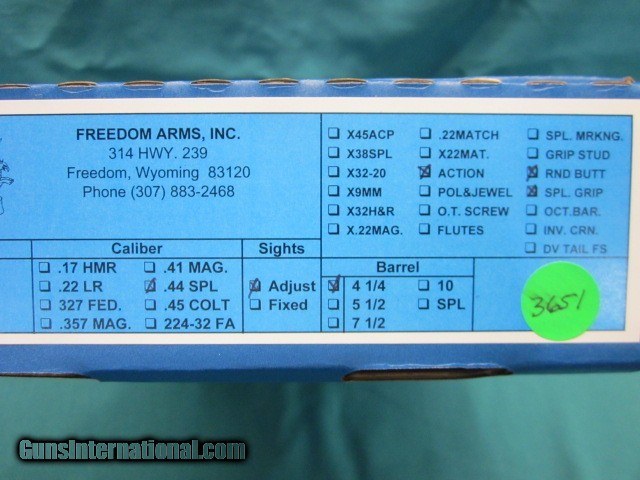 FREEDOM ARMS, INC.
314 HWY. 239
Freedom, Wyoming 83120
Phone (307) 883-2468
X45ACP .22MATCH SPL. MRKNG.
X38SPL X22MAT. GRIP STUD
X32-20 ACTION RND BUTT
X9MM POL&JEWEL SPL. GRIP
X32H&R O.T. SCREW OCT.BAR.
X.22MAG. FLUTES INV. CRN.
DV TAIL FS
Caliber
.17 HMR .41 MAG.
.22 LR .44 SPL
327 FED. .45 COLT
.357 MAG. 224-32 FA
Sights
Adjust
Fixed
Barrel
4 1/4 10
5 1/2 SPL
7 1/2
3651
GunsInternational.com